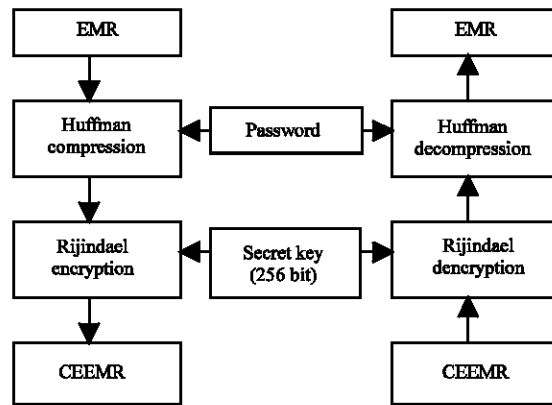 EMR
EMR
Huffman
compression
Password
Huffman
decompression
Rijindael
encryption
Secret key
(256 bit)
Rijindael
dencryption
CEEMR
CEEMR